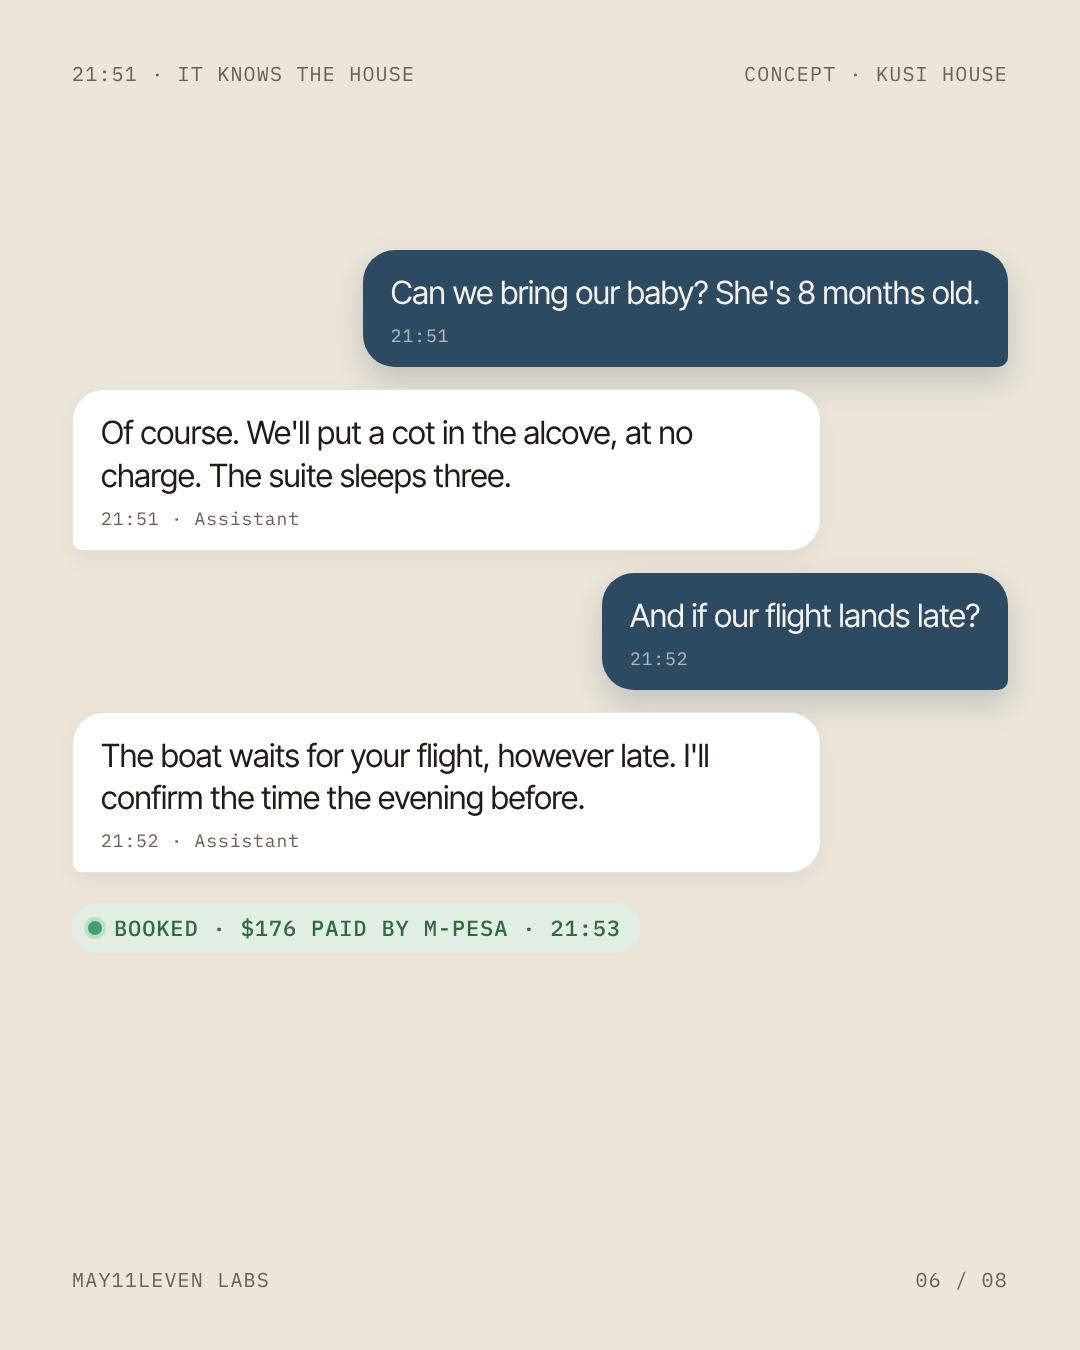 21:51 · IT KNOWS THE HOUSE
CONCEPT · KUSI HOUSE
Can we bring our baby? She's 8 months old.
21:51
Of course. We'll put a cot in the alcove, at no
charge. The suite sleeps three.
21:51 · Assistant
And if our flight lands late?
21:52
The boat waits for your flight, however late. I'll
confirm the time the evening before.
21:52 · Assistant
BOOKED · $176 PAID BY M-PESA · 21:53
MAY11LEVEN LABS
06 / 08